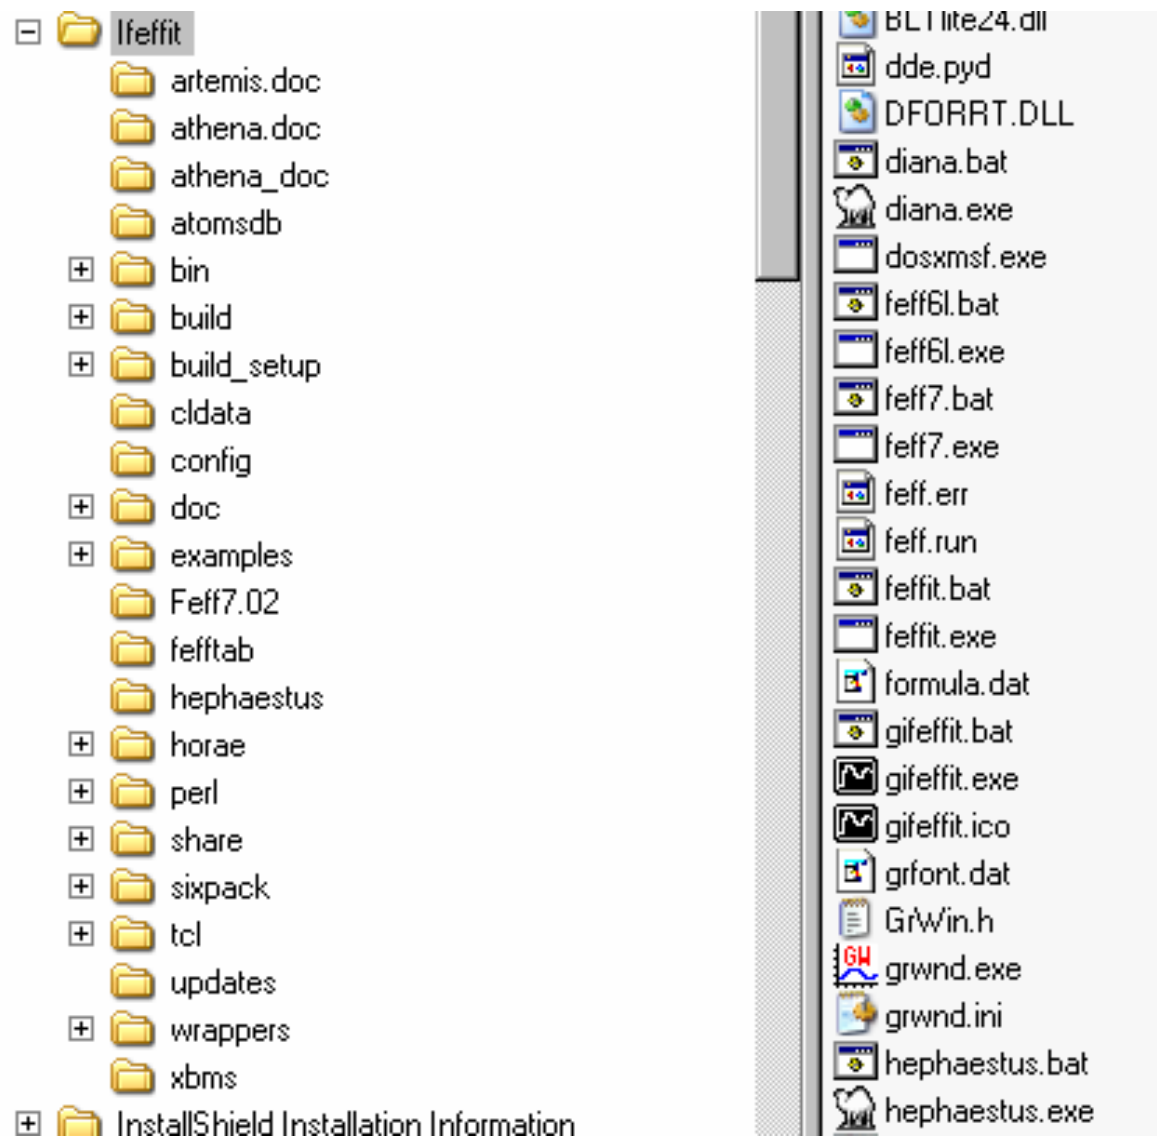 Ifeffit
artemis.doc
athena.doc
athena_doc
atomsdb
bin
build
build_setup
cldata
config
doc
examples
Feff7.02
fefftab
hephaestus
horae
perl
share
sixpack
tcl
updates
wrappers
xbms
InstallShield Installation Information
BLTlite24.dll
dde.pyd
DFORRT.DLL
diana.bat
diana.exe
dosxmsf.exe
feff6l.bat
feff6l.exe
feff7.bat
feff7.exe
feff.err
feff.run
feffit.bat
feffit.exe
formula.dat
gifeffit.bat
gifeffit.exe
gifeffit.ico
grfont.dat
GrWin.h
GW
grwnd.exe
grwnd.ini
hephaestus.bat
hephaestus.exe